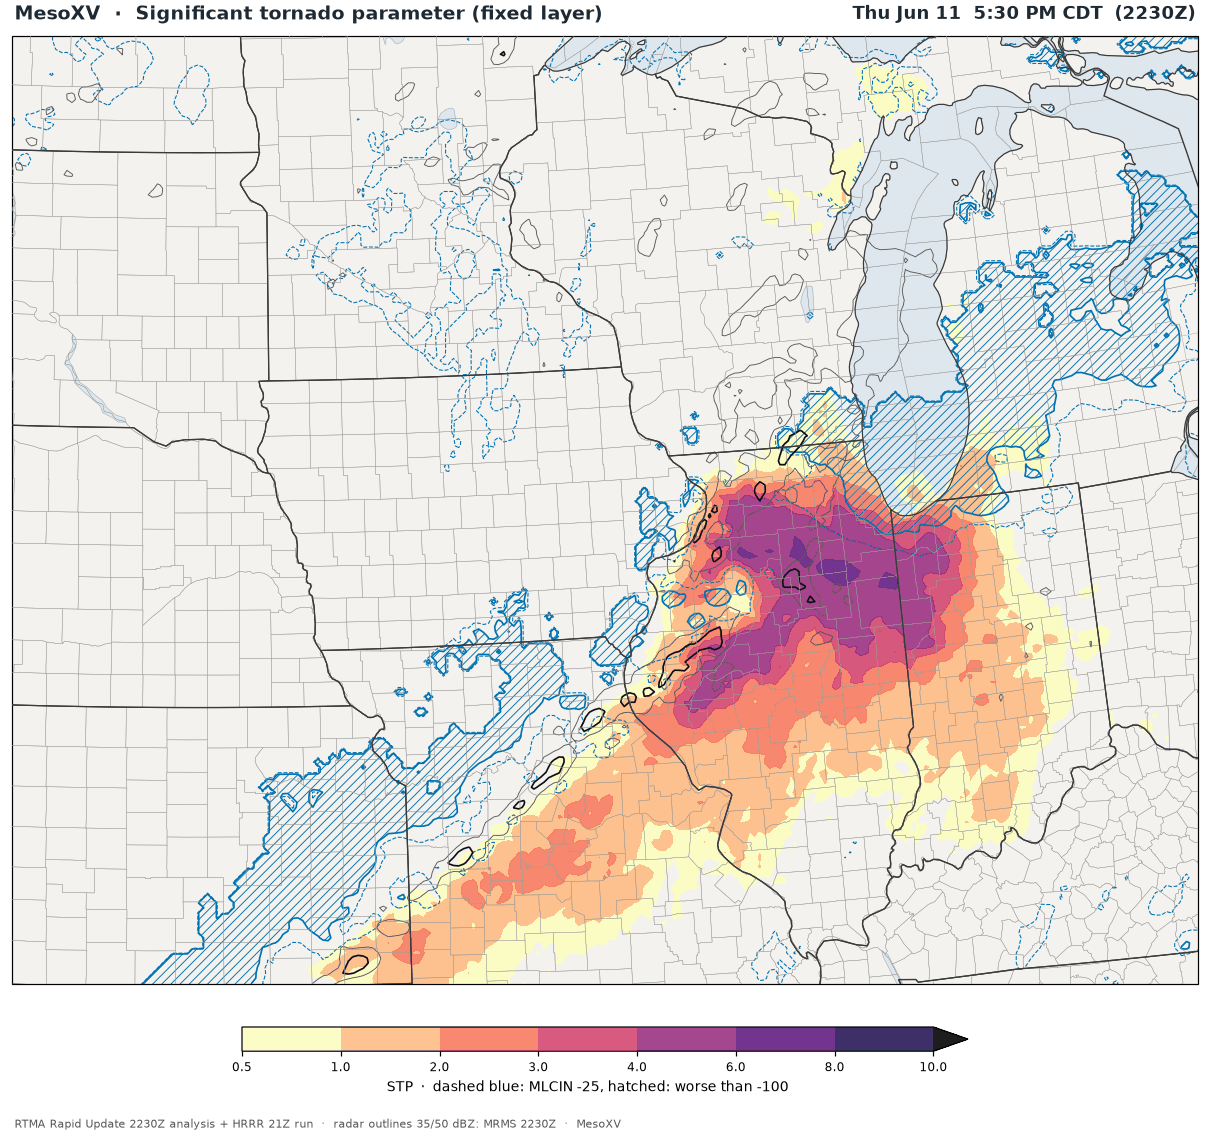 MesoXV · Significant tornado parameter (fixed layer)
Thu Jun 11 5:30 PM CDT (2230Z)
0.5 1.0 2.0 3.0 4.0 6.0 8.0 10.0
STP · dashed blue: MLCIN -25, hatched: worse than -100
RTMA Rapid Update 2230Z analysis + HRRR 21Z run · radar outlines 35/50 dBZ: MRMS 2230Z · MesoXV